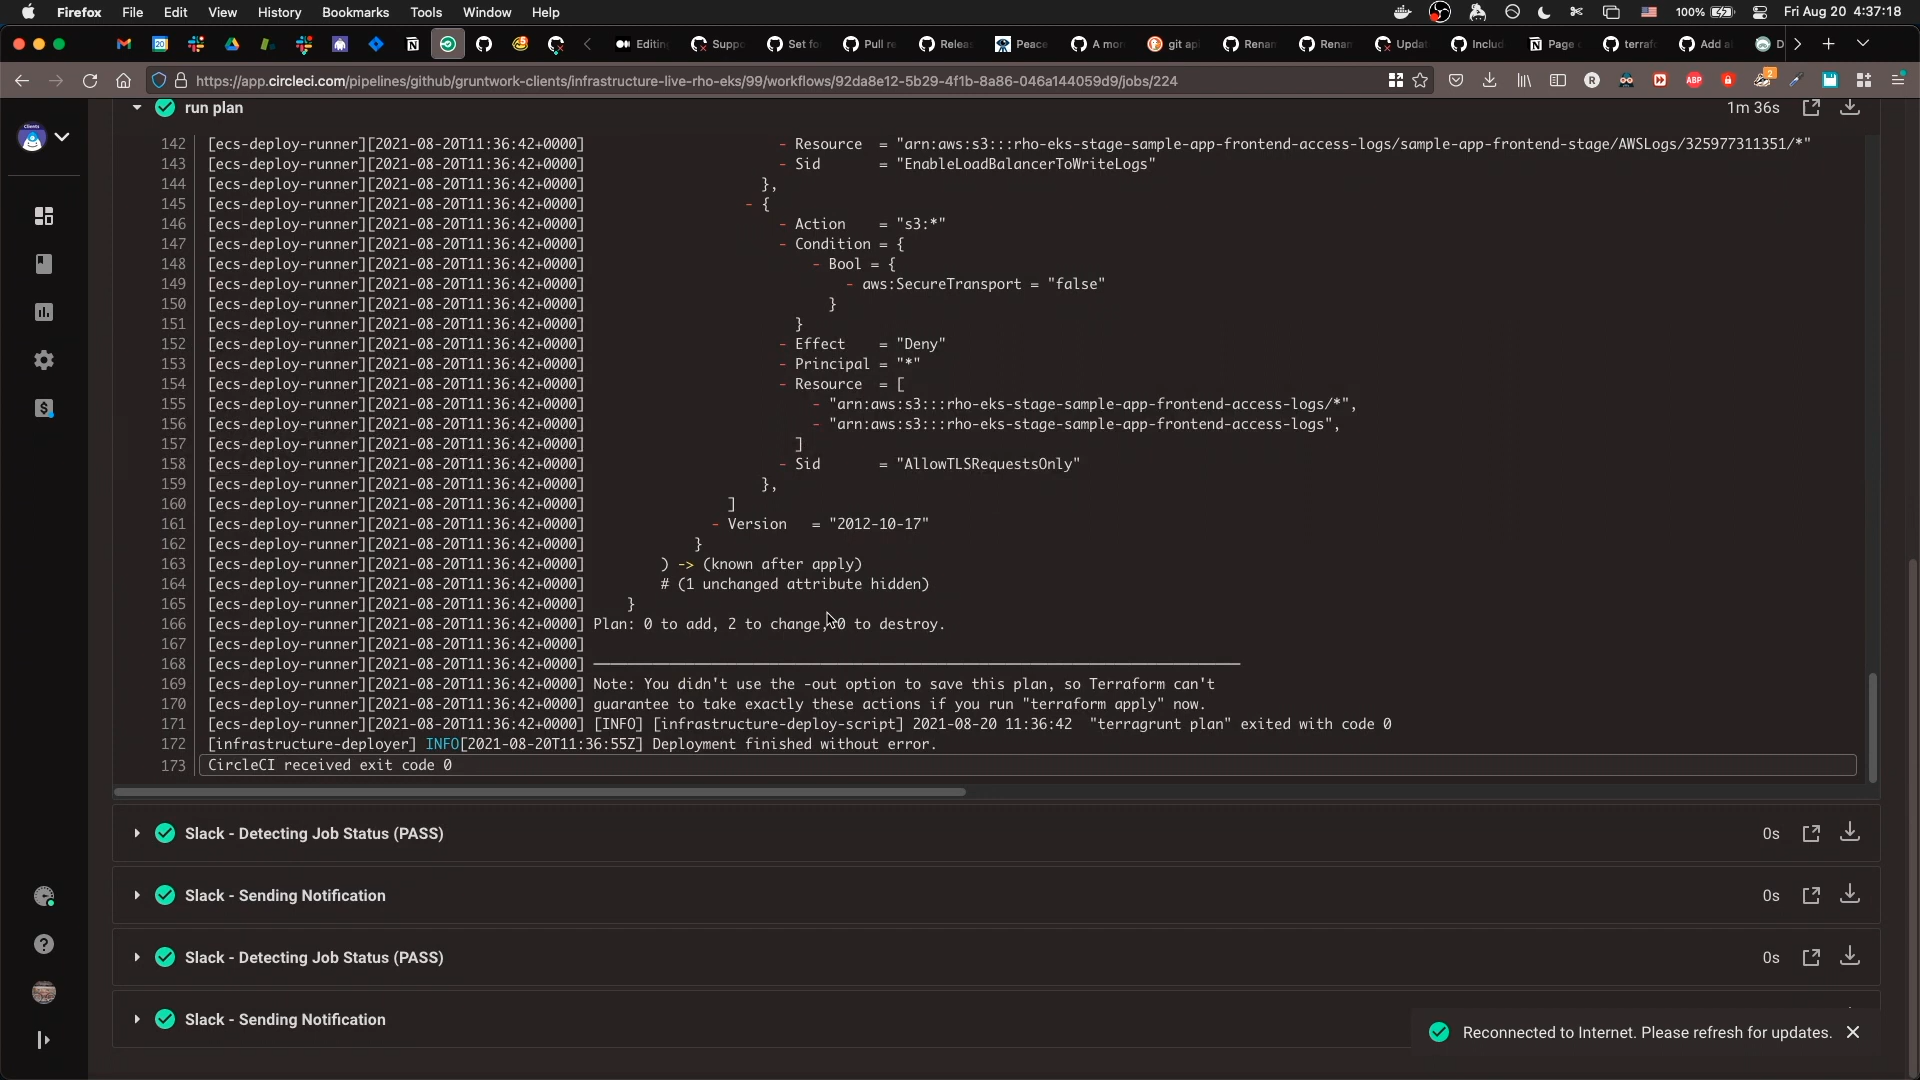 Firefox File Edit View History Bookmarks Tools Window Help 100% Fri Aug 20 4:37:18
20 Editin Suppo Set fo Pull re Relea Peace A mor git api Renam Renam Updat Includ Page terraf Add a D
https://app.circleci.com/pipelines/github/gruntwork-clients/infrastructure-live-rho-eks/99/workflows/92da8e12-5b29-4f1b-8a86-046a144059d9/jobs/224 R ABP 2
Clients
run plan 1m 36s
142 [ecs-deploy-runner][2021-08-20T11:36:42+0000] - Resource = "arn:aws:s3:::rho-eks-stage-sample-app-frontend-access-logs/sample-app-frontend-stage/AWSLogs/325977311351/*"
143 [ecs-deploy-runner][2021-08-20T11:36:42+0000] - Sid = "EnableLoadBalancerToWriteLogs"
144 [ecs-deploy-runner][2021-08-20T11:36:42+0000] },
145 [ecs-deploy-runner][2021-08-20T11:36:42+0000] - {
146 [ecs-deploy-runner][2021-08-20T11:36:42+0000] - Action = "s3:*"
147 [ecs-deploy-runner][2021-08-20T11:36:42+0000] - Condition = {
148 [ecs-deploy-runner][2021-08-20T11:36:42+0000] - Bool = {
149 [ecs-deploy-runner][2021-08-20T11:36:42+0000] - aws:SecureTransport = "false"
150 [ecs-deploy-runner][2021-08-20T11:36:42+0000] }
151 [ecs-deploy-runner][2021-08-20T11:36:42+0000] }
152 [ecs-deploy-runner][2021-08-20T11:36:42+0000] - Effect = "Deny"
153 [ecs-deploy-runner][2021-08-20T11:36:42+0000] - Principal = "*"
154 [ecs-deploy-runner][2021-08-20T11:36:42+0000] - Resource = [
155 [ecs-deploy-runner][2021-08-20T11:36:42+0000] - "arn:aws:s3:::rho-eks-stage-sample-app-frontend-access-logs/*",
156 [ecs-deploy-runner][2021-08-20T11:36:42+0000] - "arn:aws:s3:::rho-eks-stage-sample-app-frontend-access-logs",
157 [ecs-deploy-runner][2021-08-20T11:36:42+0000] ]
158 [ecs-deploy-runner][2021-08-20T11:36:42+0000] - Sid = "AllowTLSRequestsOnly"
159 [ecs-deploy-runner][2021-08-20T11:36:42+0000] },
160 [ecs-deploy-runner][2021-08-20T11:36:42+0000] ]
161 [ecs-deploy-runner][2021-08-20T11:36:42+0000] - Version = "2012-10-17"
162 [ecs-deploy-runner][2021-08-20T11:36:42+0000] }
163 [ecs-deploy-runner][2021-08-20T11:36:42+0000] ) -> (known after apply)
164 [ecs-deploy-runner][2021-08-20T11:36:42+0000] # (1 unchanged attribute hidden)
165 [ecs-deploy-runner][2021-08-20T11:36:42+0000] }
166 [ecs-deploy-runner][2021-08-20T11:36:42+0000] Plan: 0 to add, 2 to change, 0 to destroy.
167 [ecs-deploy-runner][2021-08-20T11:36:42+0000]
168 [ecs-deploy-runner][2021-08-20T11:36:42+0000] ─────────────────────────────────────────────────────────────────────────────
169 [ecs-deploy-runner][2021-08-20T11:36:42+0000] Note: You didn't use the -out option to save this plan, so Terraform can't
170 [ecs-deploy-runner][2021-08-20T11:36:42+0000] guarantee to take exactly these actions if you run "terraform apply" now.
171 [ecs-deploy-runner][2021-08-20T11:36:42+0000] [INFO] [infrastructure-deploy-script] 2021-08-20 11:36:42 "terragrunt plan" exited with code 0
172 [infrastructure-deployer] INFO[2021-08-20T11:36:55Z] Deployment finished without error.
173 CircleCI received exit code 0
Slack - Detecting Job Status (PASS) 0s
Slack - Sending Notification 0s
Slack - Detecting Job Status (PASS) 0s
Slack - Sending Notification
Reconnected to Internet. Please refresh for updates.